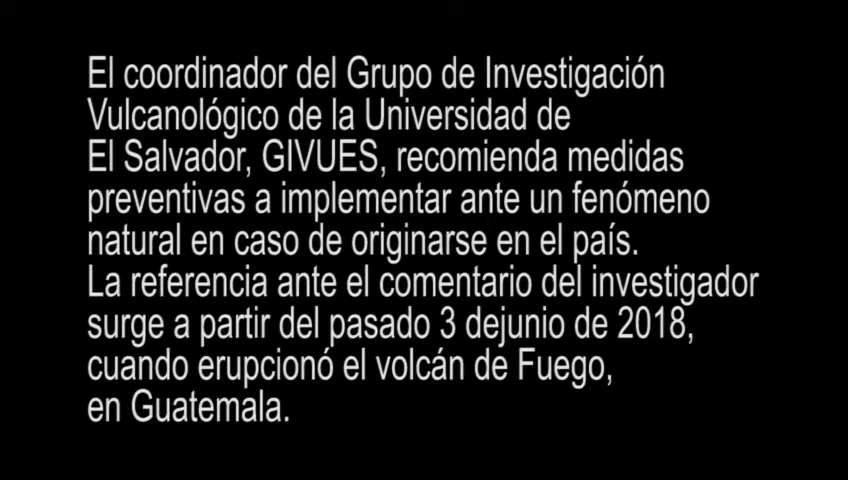 El coordinador del Grupo de Investigación
Vulcanológico de la Universidad de
El Salvador, GIVUES, recomienda medidas
preventivas a implementar ante un fenómeno
natural en caso de originarse en el país.
La referencia ante el comentario del investigador
surge a partir del pasado 3 dejunio de 2018,
cuando erupcionó el volcán de Fuego,
en Guatemala.